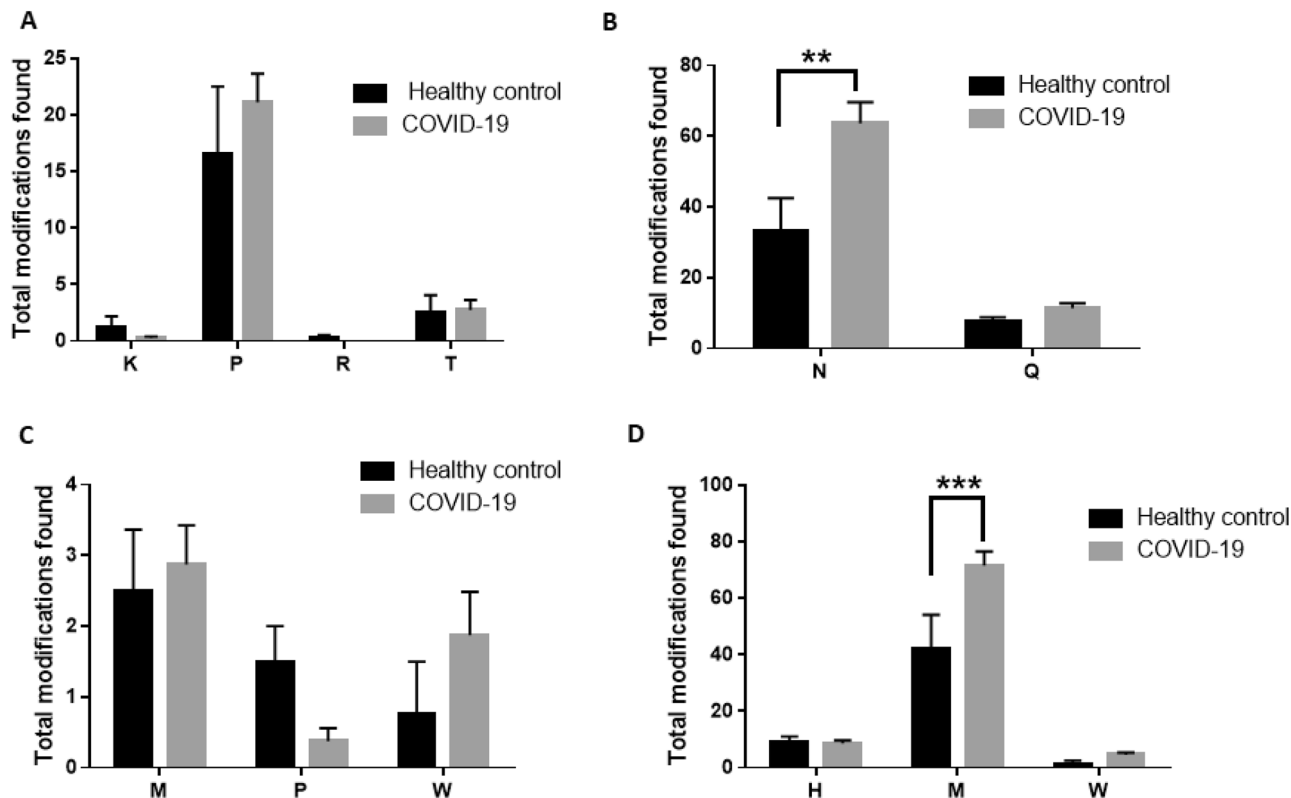 A
Total modifications found
25
20
15
10
5
0
Healthy control
COVID-19
K P R T
B
Total modifications found
80
60
40
20
0
**
Healthy control
COVID-19
N Q
C
Total modifications found
4
3
2
1
0
Healthy control
COVID-19
M P W
D
Total modifications found
100
80
60
40
20
0
***
Healthy control
COVID-19
H M W